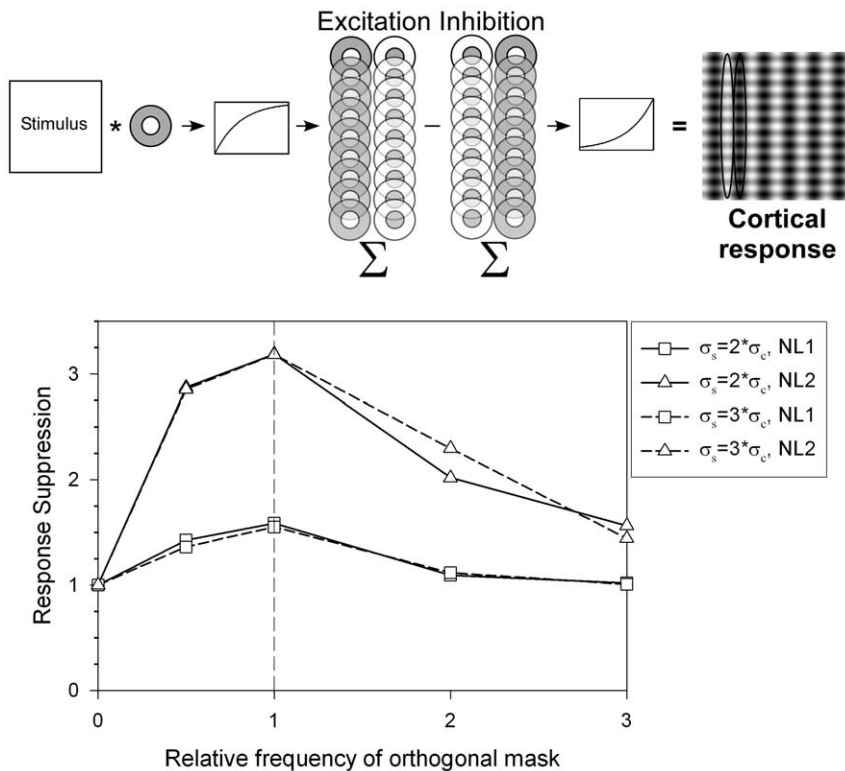 Excitation Inhibition
Stimulus * → → − → =
Σ Σ
Cortical
response
σs=2*σc, NL1
σs=2*σc, NL2
σs=3*σc, NL1
σs=3*σc, NL2
Response Suppression
3
2
1
0
0 1 2 3
Relative frequency of orthogonal mask